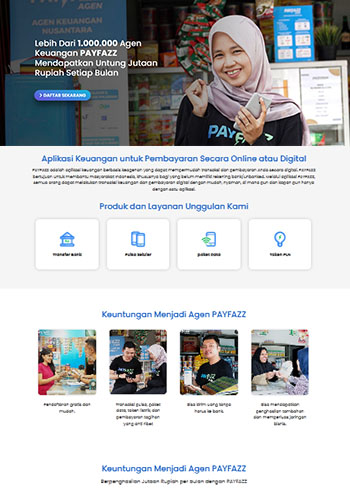 PAYFAZZ
AGEN KEUANGAN
NUSANTARA
Lebih Dari 1.000.000 Agen
Keuangan PAYFAZZ
Mendapatkan Untung Jutaan
Rupiah Setiap Bulan
DAFTAR SEKARANG
PAYFAZZ
Aplikasi Keuangan untuk Pembayaran Secara Online atau Digital
PAYFAZZ adalah aplikasi keuangan berbasis keagenan yang dapat mempermudah transaksi dan pembayaran Anda secara digital. PAYFAZZ
bertujuan untuk membantu masyarakat Indonesia, khususnya bagi yang belum memiliki rekening bank/unbanked. Melalui aplikasi PAYFAZZ,
semua orang dapat melakukan transaksi keuangan dan pembayaran digital dengan mudah, nyaman, di mana pun dan kapan pun hanya
dengan satu aplikasi.
Produk dan Layanan Unggulan Kami
Transfer Bank
Pulsa Seluler
Paket Data
Token PLN
Keuntungan Menjadi Agen PAYFAZZ
Pendaftaran gratis dan
mudah.
Transaksi pulsa, paket
data, token listrik, dan
pembayaran tagihan
yang anti ribet.
Bisa kirim uang tanpa
harus ke bank.
Bisa mendapatkan
penghasilan tambahan
dan memperluas jaringan
bisnis.
Keuntungan Menjadi Agen PAYFAZZ
Berpenghasilan Jutaan Rupiah per bulan dengan PAYFAZZ